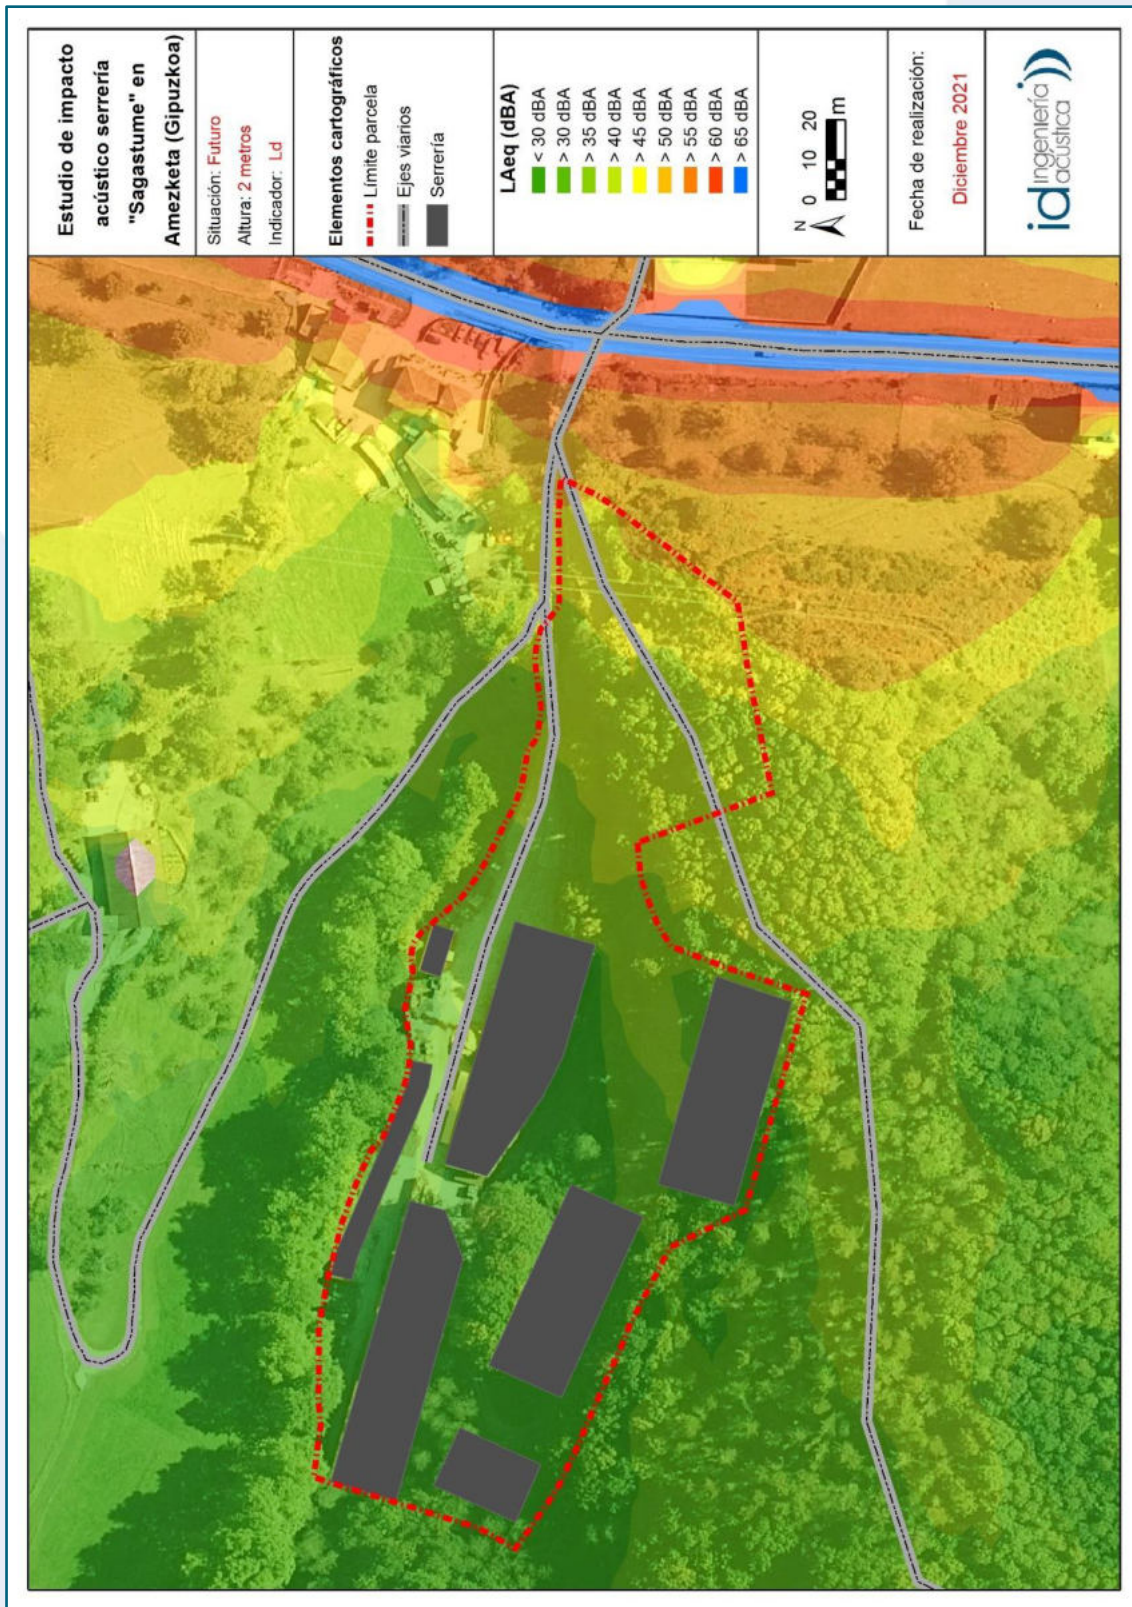 Estudio de impacto
acústico serrería
"Sagastume" en
Amezketa (Gipuzkoa)
Situación: Futuro
Altura: 2 metros
Indicador: Ld
Elementos cartográficos
Límite parcela
Ejes viarios
Serrería
LAeq (dBA)
< 30 dBA
> 30 dBA
> 35 dBA
> 40 dBA
> 45 dBA
> 50 dBA
> 55 dBA
> 60 dBA
> 65 dBA
N
0 10 20
m
Fecha de realización:
Diciembre 2021
id Ingeniería
acústica